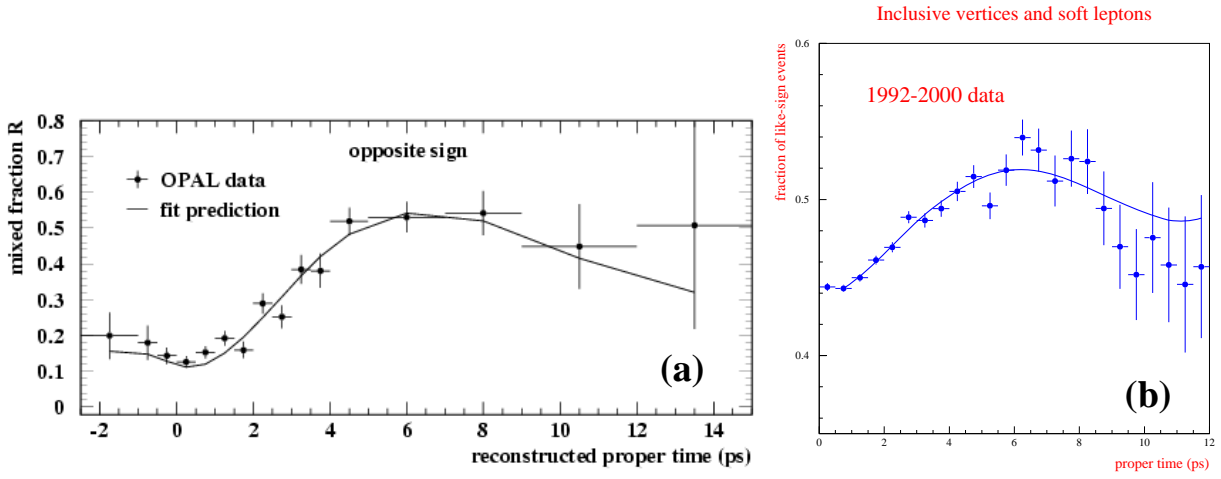 mixed fraction R
0.8
0.7
0.6
0.5
0.4
0.3
0.2
0.1
0
opposite sign
OPAL data
fit prediction
(a)
-2 0 2 4 6 8 10 12 14
reconstructed proper time (ps)
Inclusive vertices and soft leptons
fraction of like-sign events
0.6
0.5
0.4
1992-2000 data
(b)
0 2 4 6 8 10 12
proper time (ps)